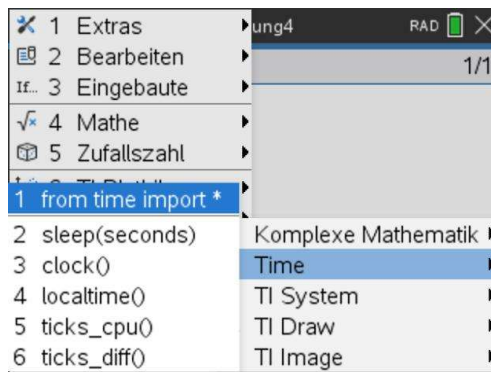 1 Extras
ung4 RAD
2 Bearbeiten
1/1
If... 3 Eingebaute
4 Mathe
5 Zufallszahl
1 from time import *
2 sleep(seconds)
3 clock()
4 localtime()
5 ticks_cpu()
6 ticks_diff()
Komplexe Mathematik
Time
TI System
TI Draw
TI Image